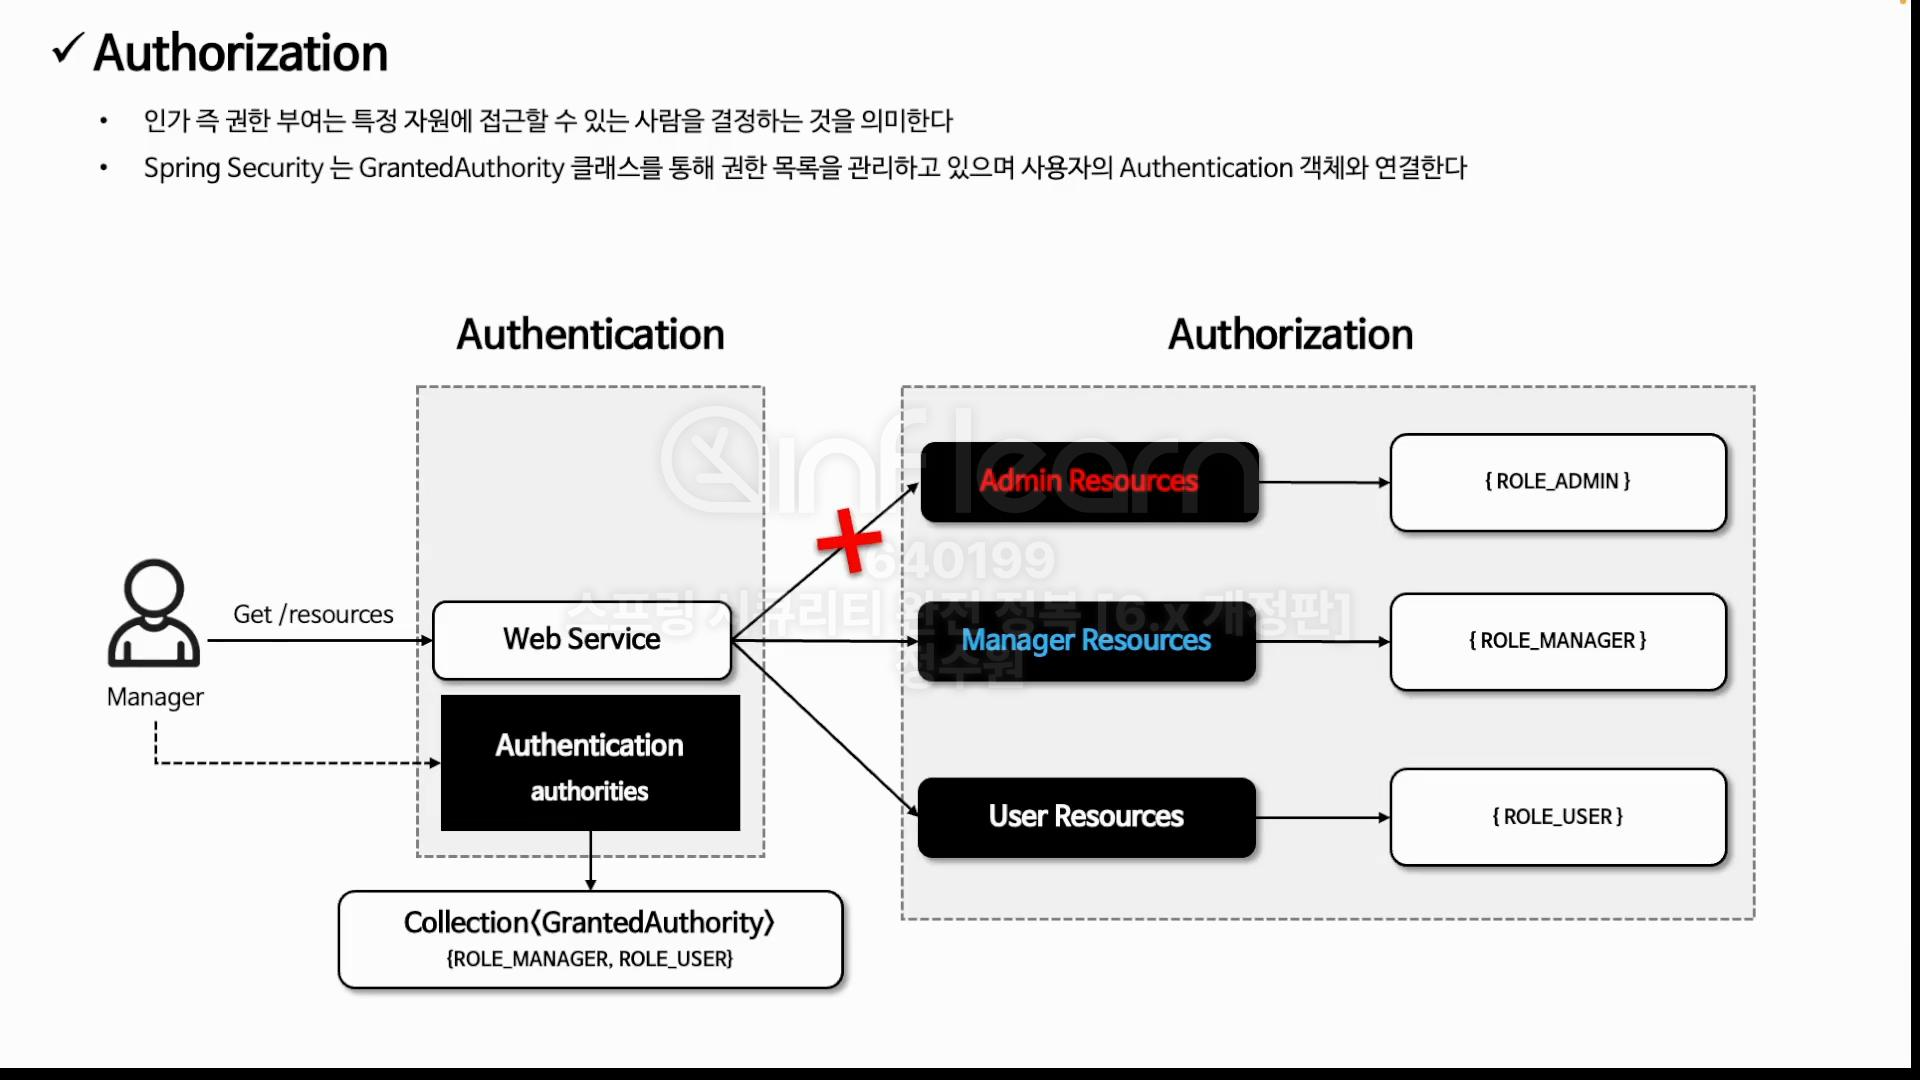 ✓ Authorization
• 인가 즉 권한 부여는 특정 자원에 접근할 수 있는 사람을 결정하는 것을 의미한다
• Spring Security 는 GrantedAuthority 클래스를 통해 권한 목록을 관리하고 있으며 사용자의 Authentication 객체와 연결한다
Authentication
Authorization
inflearn
Admin Resources
{ ROLE_ADMIN }
640199
Get /resources
스프링 시큐리티 완전 정복 [6.x 개정판]
Web Service
Manager Resources
{ ROLE_MANAGER }
정수원
Manager
Authentication
authorities
User Resources
{ ROLE_USER }
Collection〈GrantedAuthority〉
{ROLE_MANAGER, ROLE_USER}